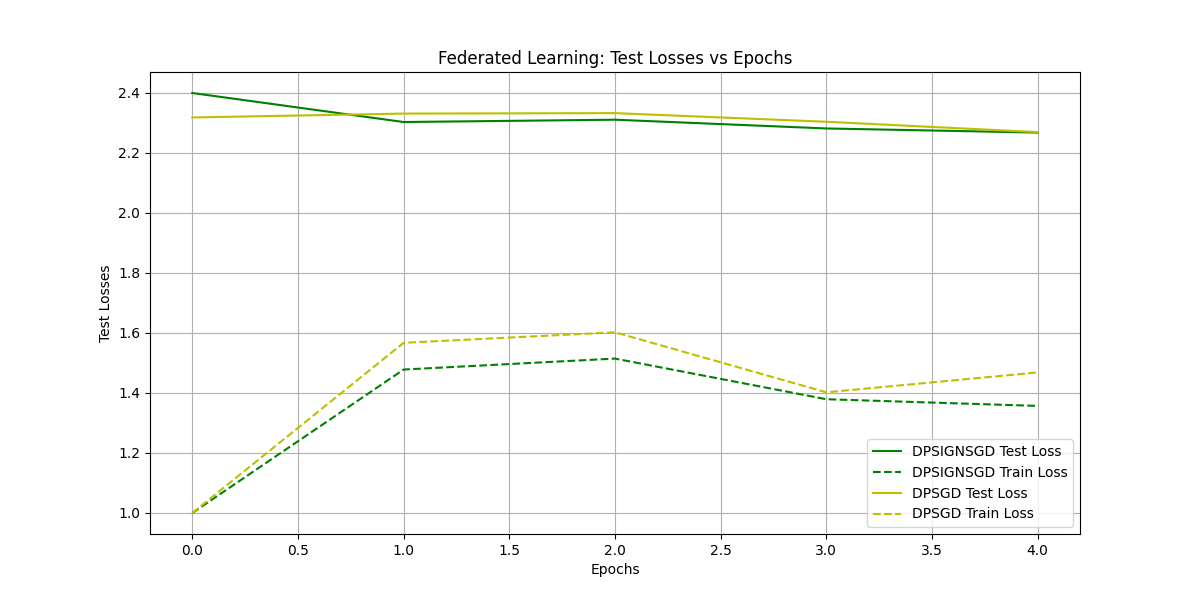 Federated Learning: Test Losses vs Epochs
Test Losses
2.4
2.2
2.0
1.8
1.6
1.4
1.2
1.0
0.0 0.5 1.0 1.5 2.0 2.5 3.0 3.5 4.0
Epochs
DPSIGNSGD Test Loss
DPSIGNSGD Train Loss
DPSGD Test Loss
DPSGD Train Loss